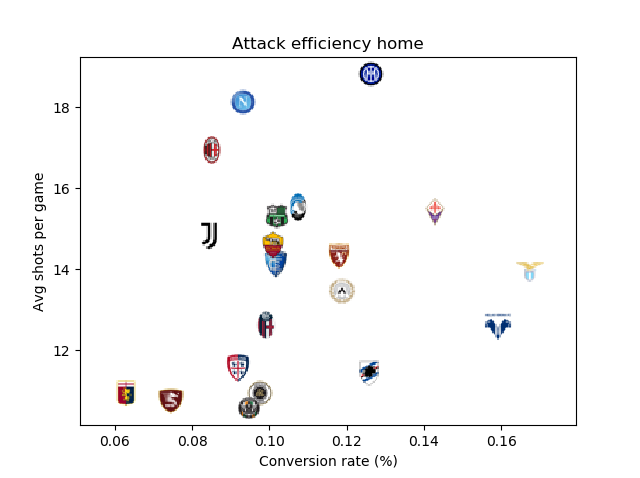 Attack efficiency home
Avg shots per game
18
16
14
12
0.06 0.08 0.10 0.12 0.14 0.16
Conversion rate (%)